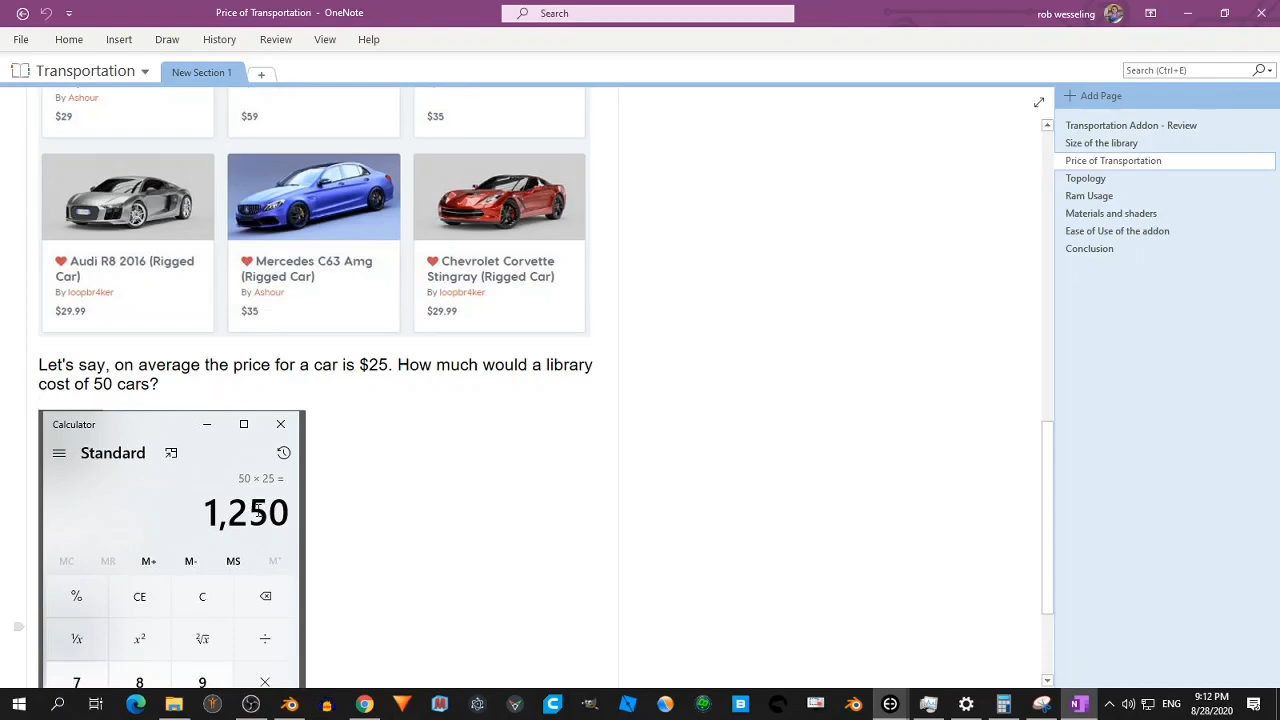 Price of Transportation - OneNote
Search
rob wesseling
File Home Insert Draw History Review View Help
Transportation
New Section 1
Search (Ctrl+E)
By Ashour
$29
$59
$35
Audi R8 2016 (Rigged
Car)
By loopbr4ker
$29.99
Mercedes C63 Amg
(Rigged Car)
By Ashour
$35
Chevrolet Corvette
Stingray (Rigged Car)
By loopbr4ker
$29.99
Let's say, on average the price for a car is $25. How much would a library
cost of 50 cars?
Calculator
Standard
50 × 25 =
1,250
MC MR M+ M- MS M˅
% CE C
¹/x x² ²√x ÷
7 8 9 ×
Add Page
Transportation Addon - Review
Size of the library
Price of Transportation
Topology
Ram Usage
Materials and shaders
Ease of Use of the addon
Conclusion
9:12 PM
8/28/2020